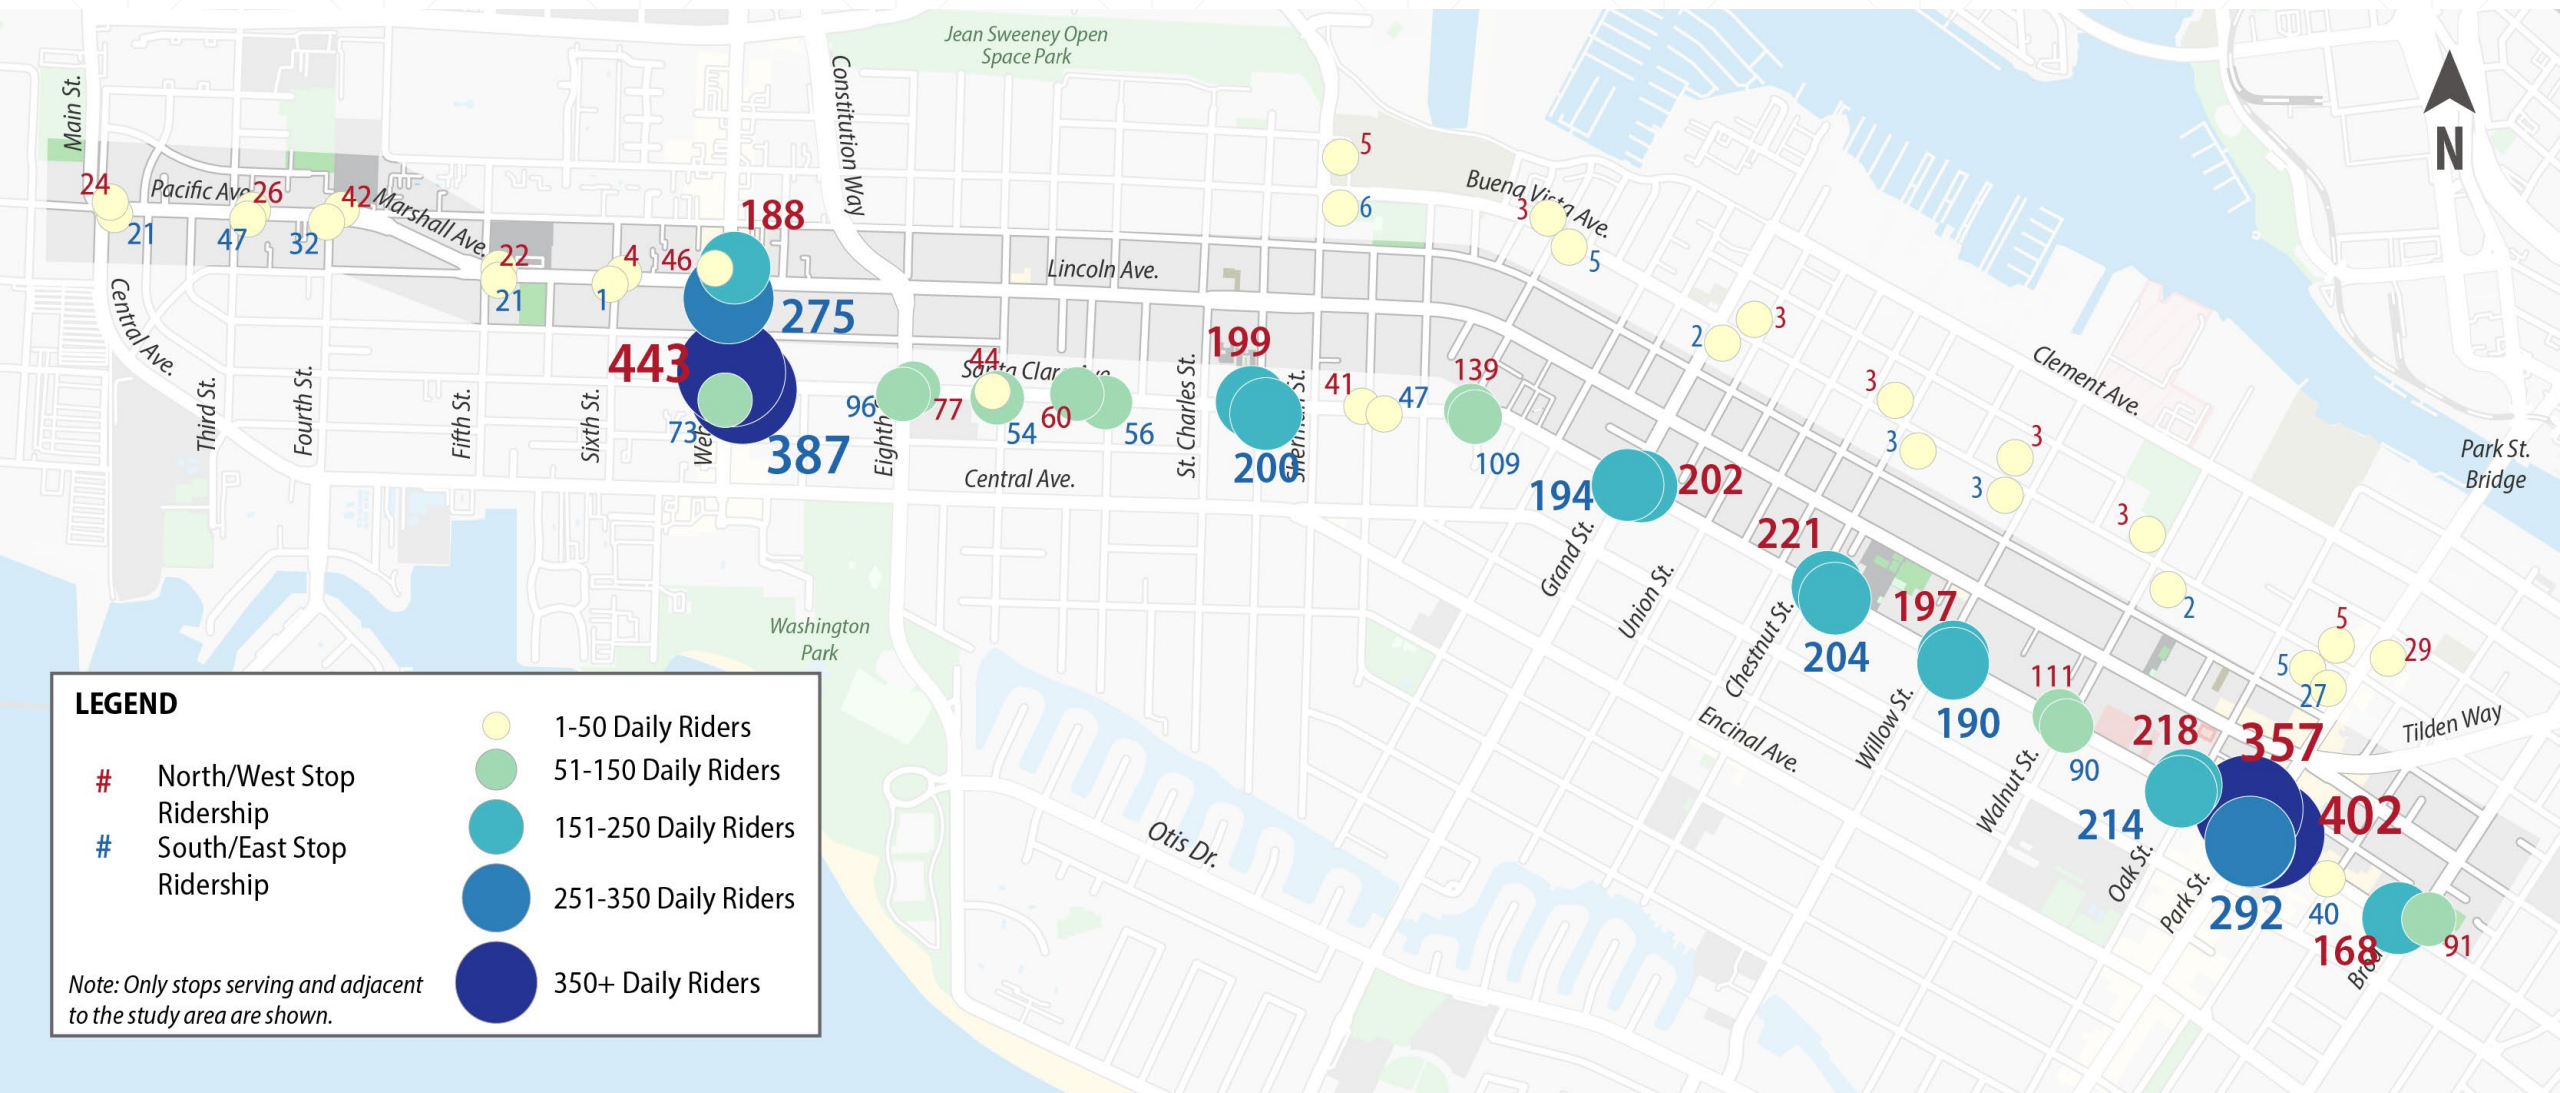 Jean Sweeney Open
Space Park
Main St.
Constitution Way
N
5
Buena Vista Ave.
24
Pacific Ave
26
42
Marshall Ave.
188
6
3
21
47
32
22
4
46
5
Lincoln Ave.
21
1
275
Central Ave.
2
3
199
443
44
139
Clement Ave.
Third St.
Fourth St.
Fifth St.
Sixth St.
St. Charles St.
41
47
3
96
77
60
73
54
56
387
Central Ave.
200
109
3
3
Park St.
Bridge
194
202
3
3
221
Grand St.
Union St.
2
197
5
Washington
Park
204
Chestnut St.
29
5
27
111
Encinal Ave.
Willow St.
190
218
357
Tilden Way
Walnut St.
90
214
402
Otis Dr.
Oak St.
Park St.
292
40
168
91
LEGEND
# North/West Stop
Ridership
# South/East Stop
Ridership
1-50 Daily Riders
51-150 Daily Riders
151-250 Daily Riders
251-350 Daily Riders
350+ Daily Riders
Note: Only stops serving and adjacent
to the study area are shown.